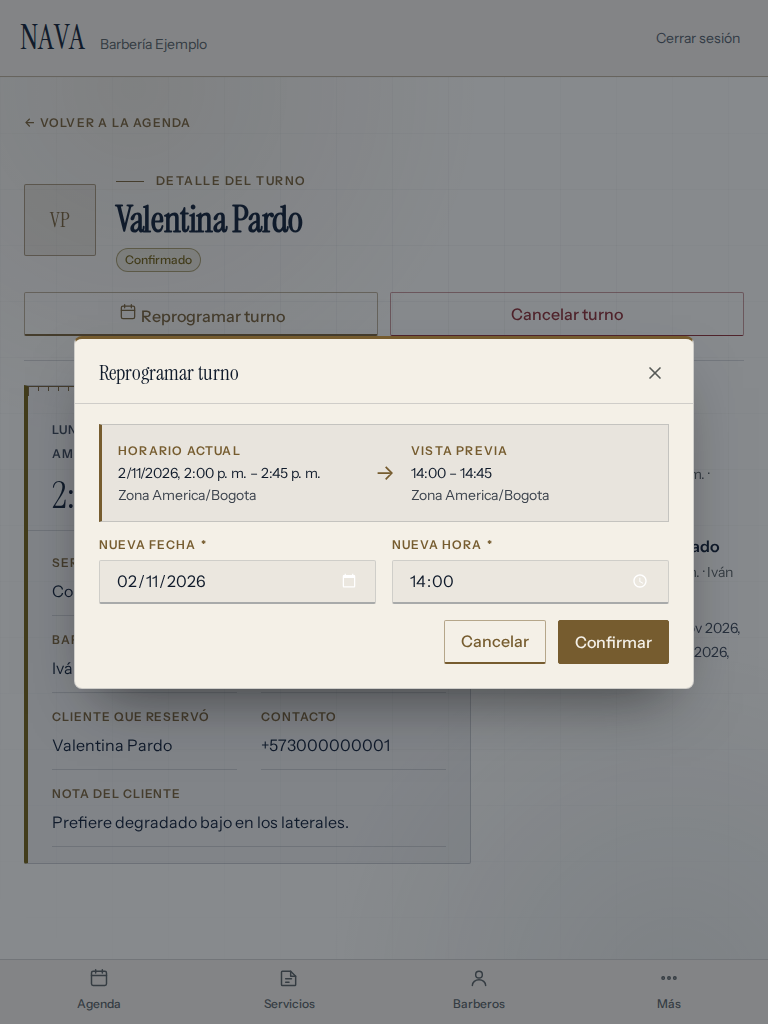 NAVA
Barbería Ejemplo
Cerrar sesión
← VOLVER A LA AGENDA
VP
DETALLE DEL TURNO
Valentina Pardo
Confirmado
Reprogramar turno
Cancelar turno
Reprogramar turno
HORARIO ACTUAL
2/11/2026, 2:00 p. m. – 2:45 p. m.
Zona America/Bogota
→
VISTA PREVIA
14:00 – 14:45
Zona America/Bogota
NUEVA FECHA *
02/11/2026
NUEVA HORA *
14:00
Cancelar
Confirmar
2026,
CLIENTE QUE RESERVÓ
Valentina Pardo
CONTACTO
+573000000001
NOTA DEL CLIENTE
Prefiere degradado bajo en los laterales.
Agenda
Servicios
Barberos
Más